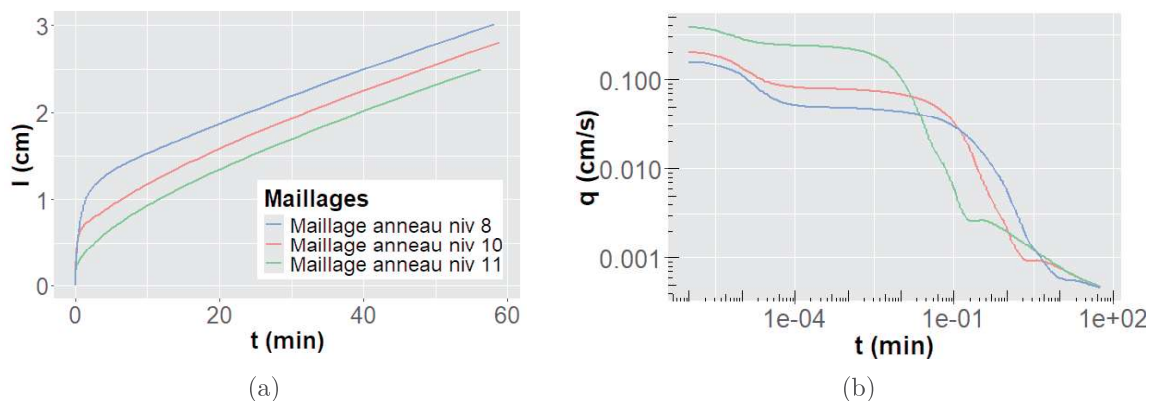 3
2
1
0
I (cm)
Maillages
Maillage anneau niv 8
Maillage anneau niv 10
Maillage anneau niv 11
0 20 40 60
t (min)
(a)
0.100
0.010
0.001
q (cm/s)
1e-04 1e-01 1e+02
t (min)
(b)